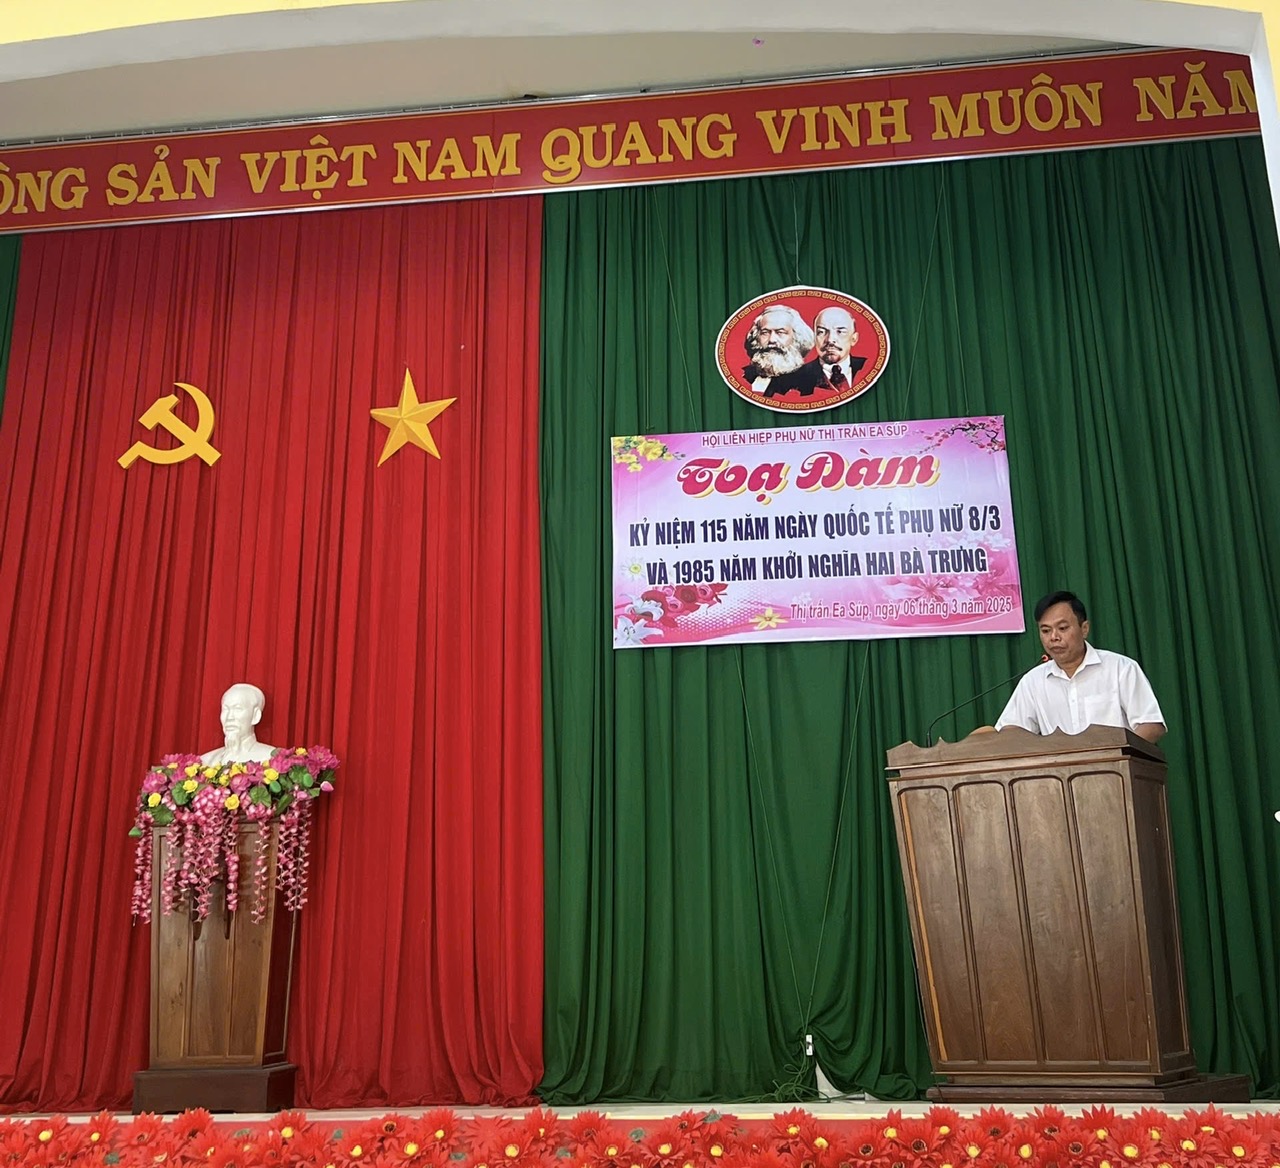 ÔNG SẢN VIỆT NAM QUANG VINH MUÔN NĂM
HỘI LIÊN HIỆP PHỤ NỮ THỊ TRẤN EA SÚP
Toạ Đàm
KỶ NIỆM 115 NĂM NGÀY QUỐC TẾ PHỤ NỮ 8/3
VÀ 1985 NĂM KHỞI NGHĨA HAI BÀ TRƯNG
Thị trấn Ea Súp, ngày 06 tháng 3 năm 2025